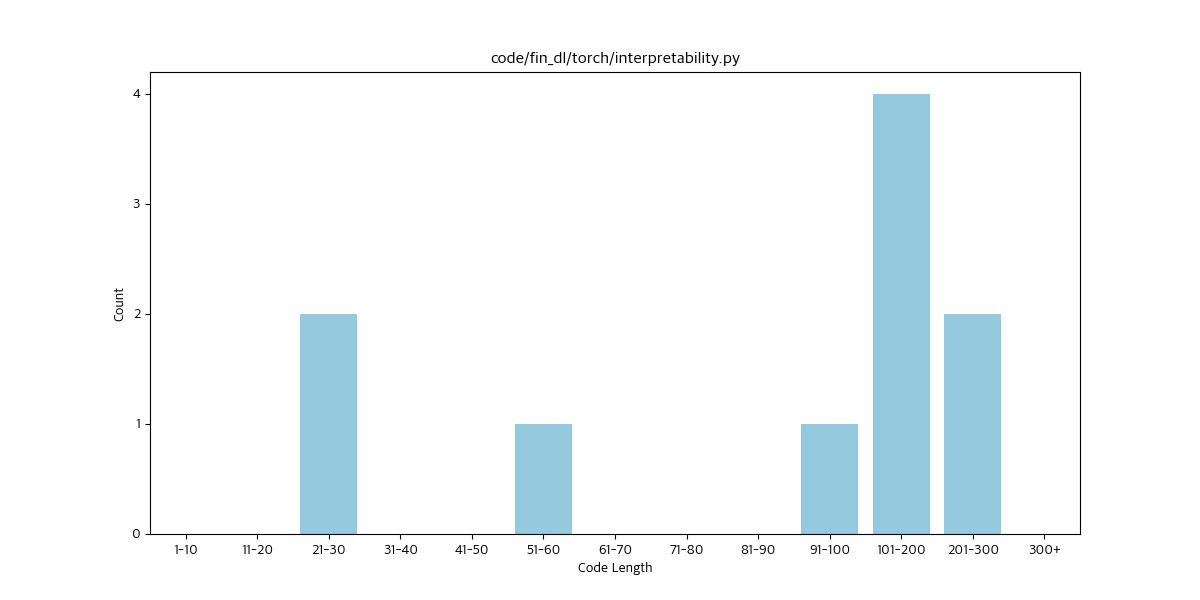 code/fin_dl/torch/interpretability.py
4
3
2
1
0
Count
1-10 11-20 21-30 31-40 41-50 51-60 61-70 71-80 81-90 91-100 101-200 201-300 300+
Code Length